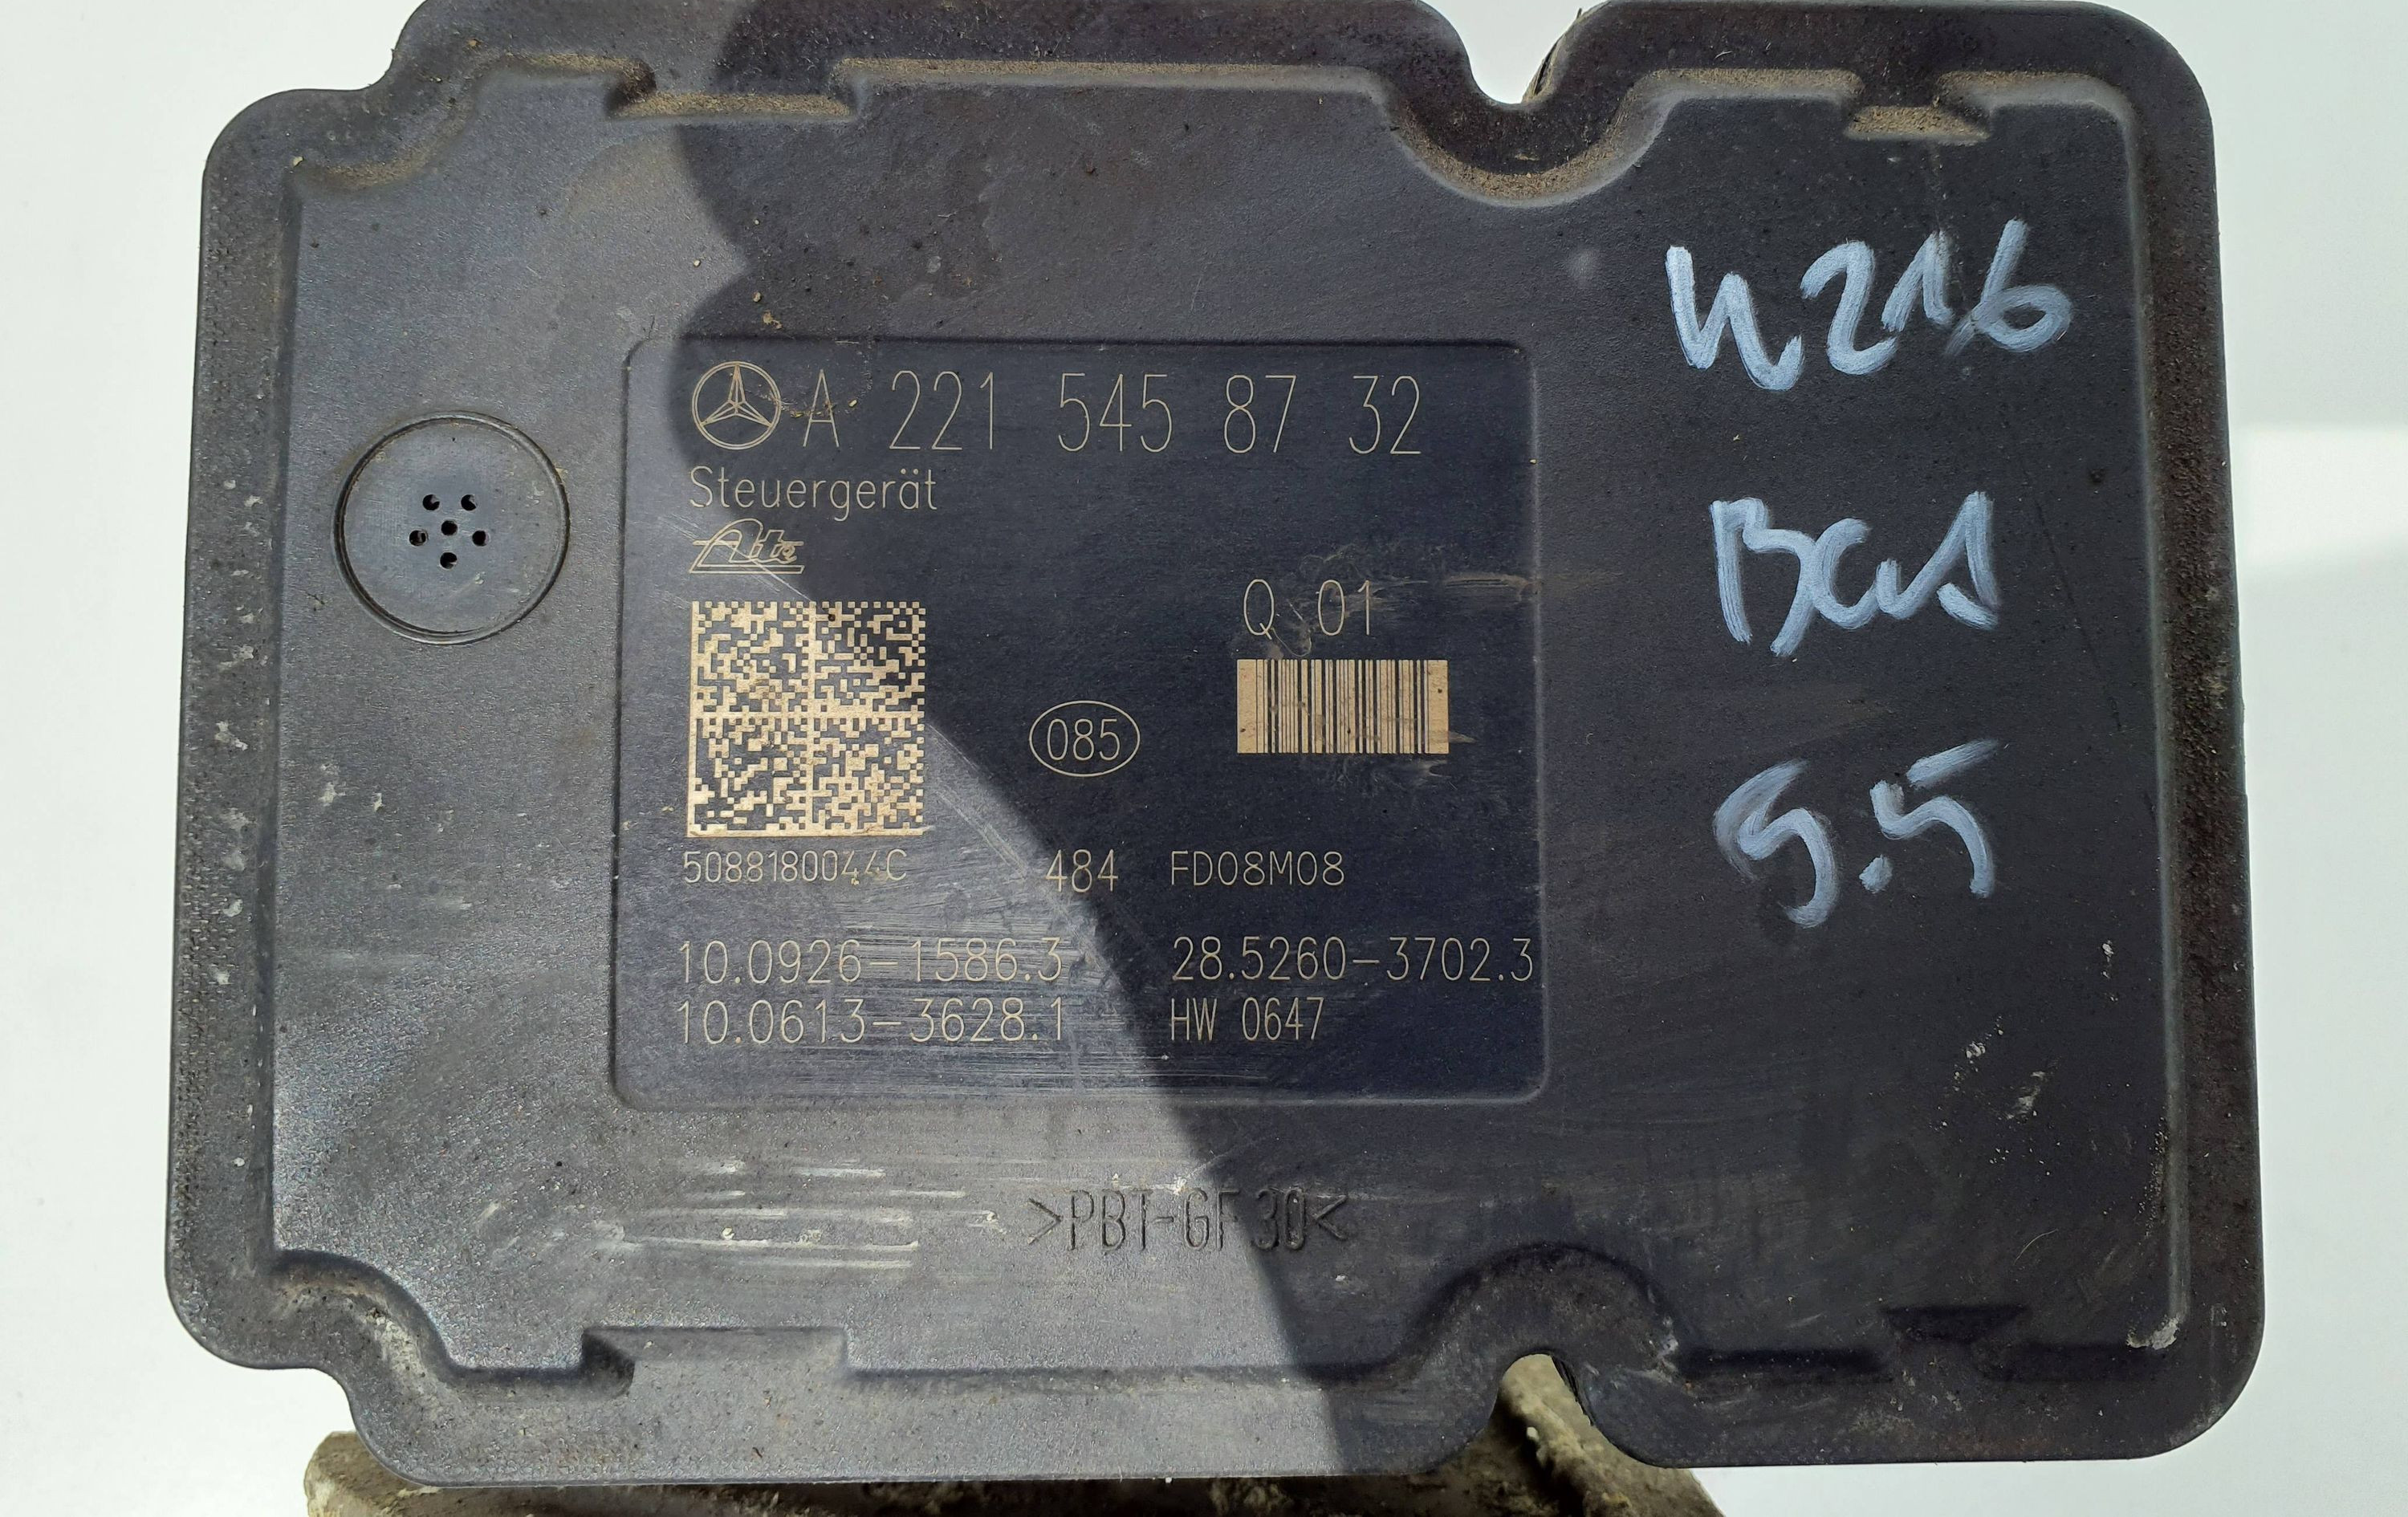 A 221 545 87 32
Steuergerät
Ate
Q 01
085
5088180044C 484 FD08M08
10.0926-1586.3 28.5260-3702.3
10.0613-3628.1 HW 0647
>PBT-GF30<
W216
5.5